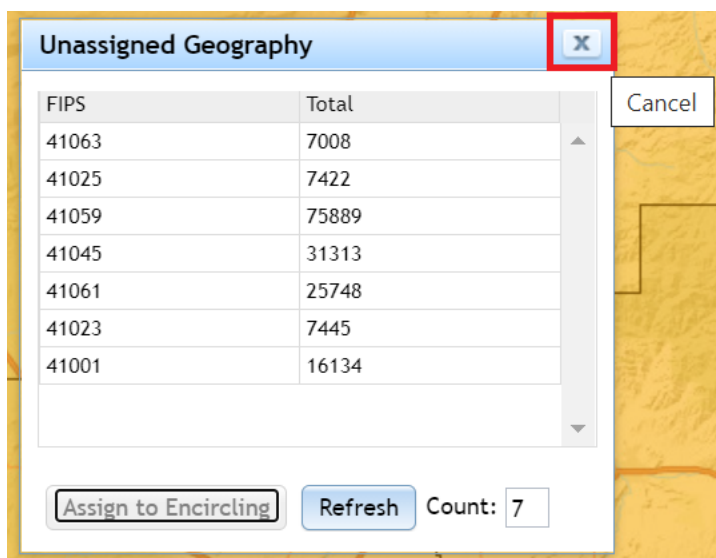 Unassigned Geography x
Cancel
FIPS Total
41063 7008
41025 7422
41059 75889
41045 31313
41061 25748
41023 7445
41001 16134
Assign to Encircling Refresh Count: 7